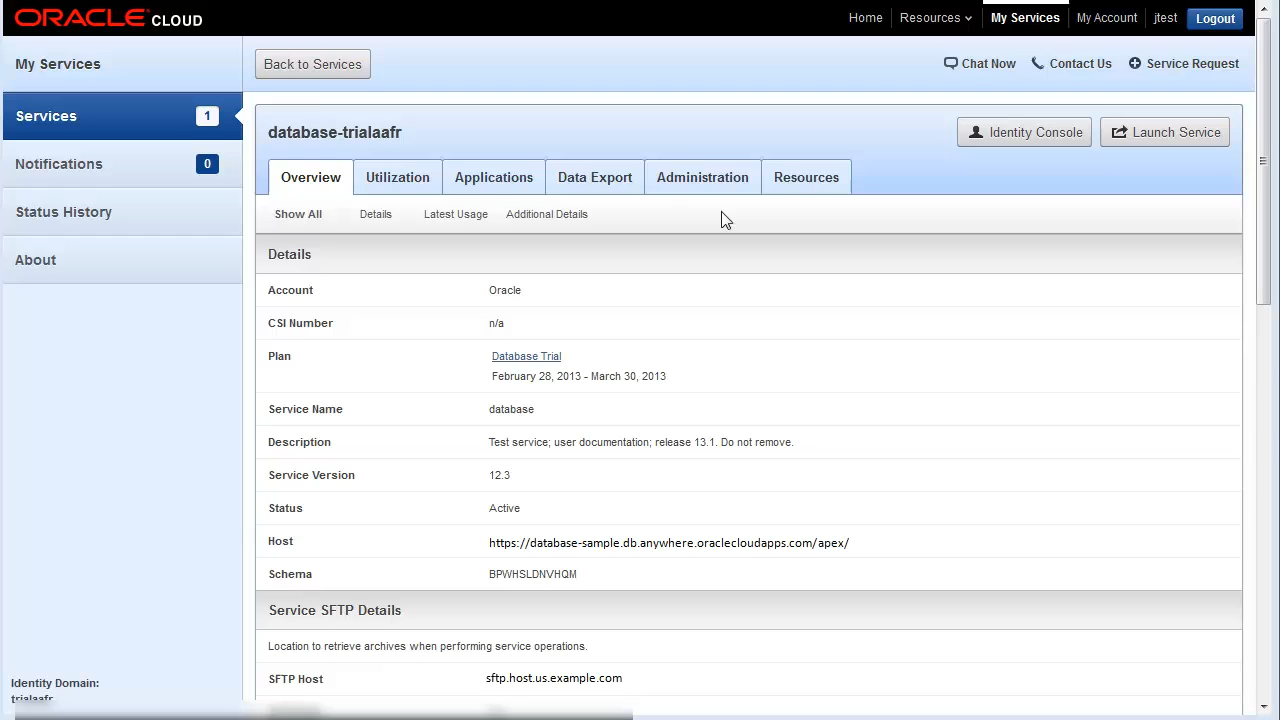 ORACLE CLOUD
Home Resources My Services My Account jtest Logout
My Services
Back to Services
Chat Now Contact Us Service Request
Services 1
Notifications 0
Status History
About
database-trialaafr
Identity Console Launch Service
Overview Utilization Applications Data Export Administration Resources
Show All Details Latest Usage Additional Details
Details
Account Oracle
CSI Number n/a
Plan Database Trial
February 28, 2013 - March 30, 2013
Service Name database
Description Test service; user documentation; release 13.1. Do not remove.
Service Version 12.3
Status Active
Host https://database-sample.db.anywhere.oraclecloudapps.com/apex/
Schema BPWHSLDNVHQM
Service SFTP Details
Location to retrieve archives when performing service operations.
SFTP Host sftp.host.us.example.com
Identity Domain:
trialaafr